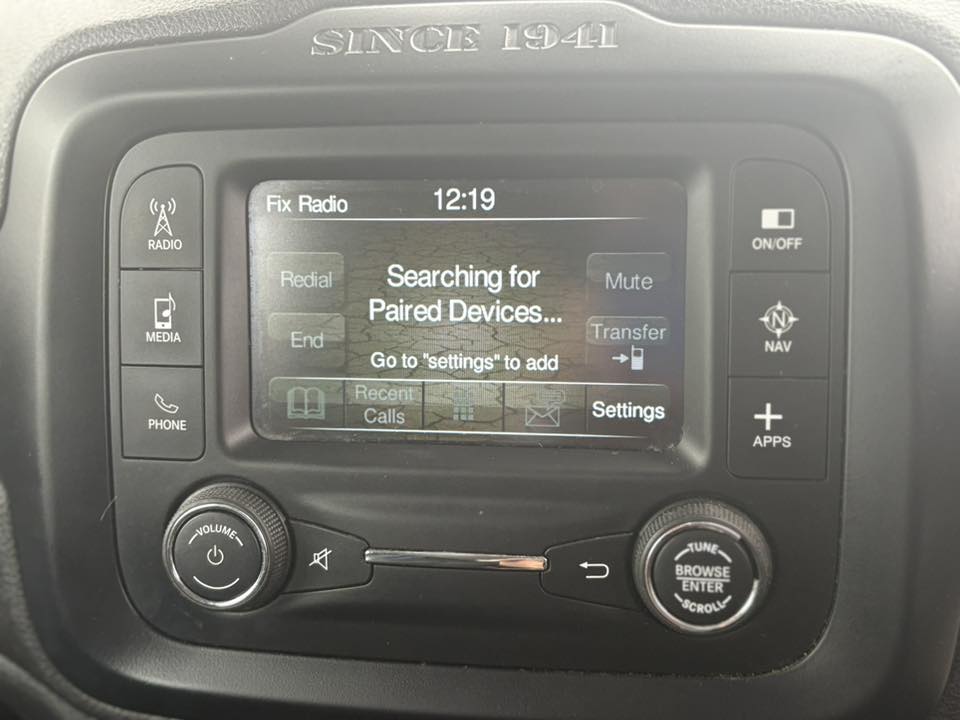 SINCE 1941
Fix Radio 12:19
RADIO
MEDIA
PHONE
Redial
End
Searching for
Paired Devices...
Go to "settings" to add
Mute
Transfer
Recent
Calls
Settings
ON/OFF
N
NAV
APPS
VOLUME
TUNE
BROWSE
ENTER
SCROLL